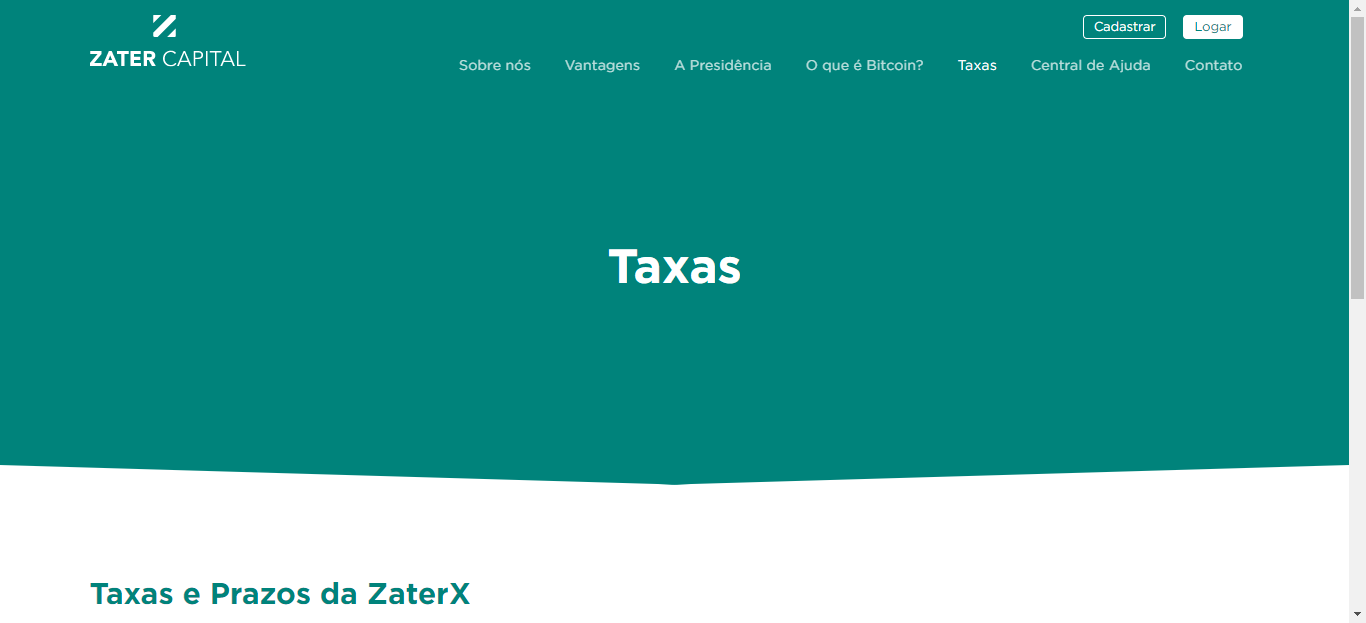 Cadastrar Logar
ZATER CAPITAL
Sobre nós Vantagens A Presidência O que é Bitcoin? Taxas Central de Ajuda Contato
Taxas
Taxas e Prazos da ZaterX